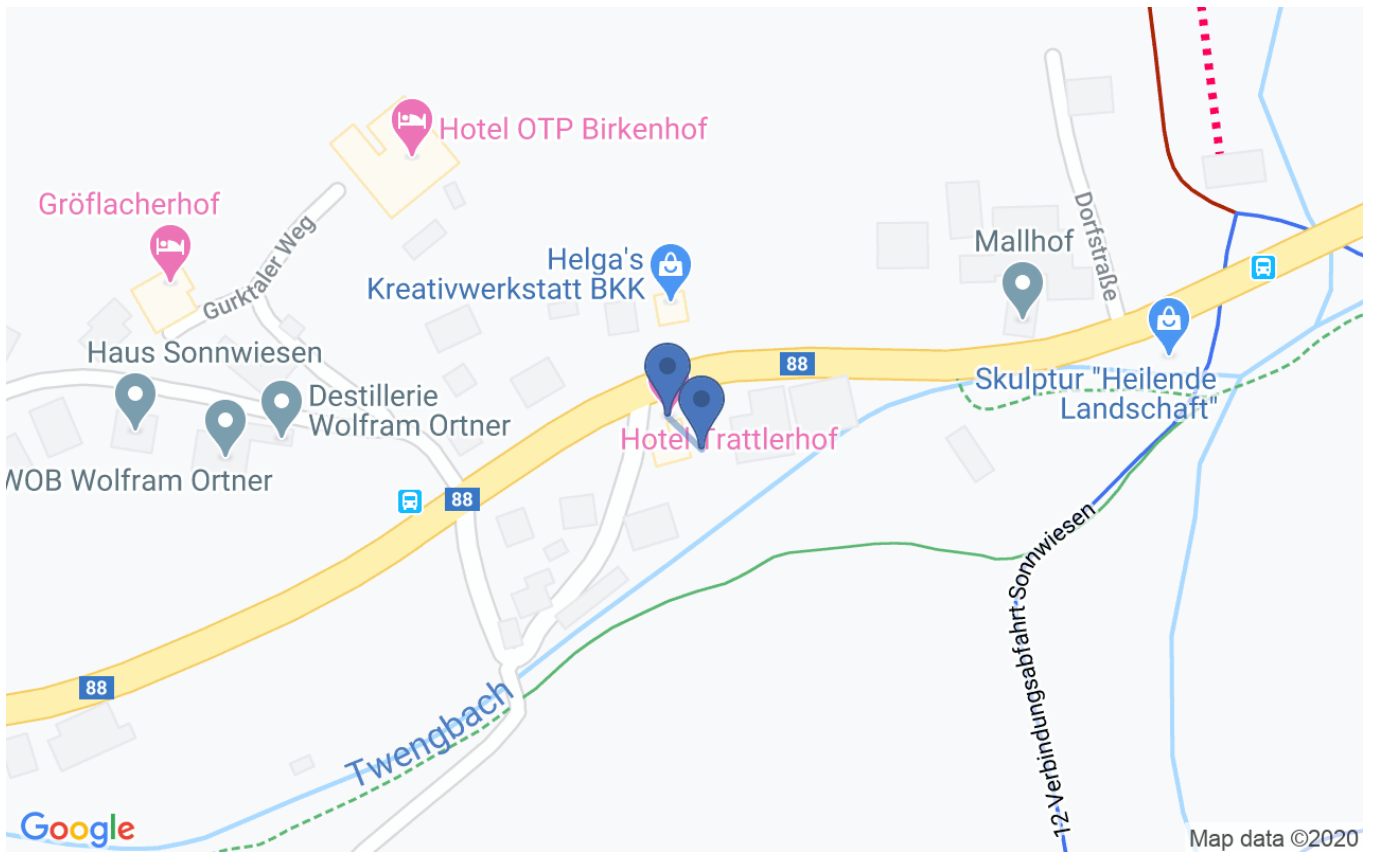 Hotel OTP Birkenhof
Gröflacherhof
Gurktaler Weg
Dorfstraße
Mallhof
Helga's
Kreativwerkstatt BKK
Haus Sonnwiesen
88
Destillerie
Wolfram Ortner
Skulptur "Heilende
Landschaft"
Hotel Trattlerhof
WOB Wolfram Ortner
88
12-Verbindungsabfahrt Sonnwiesen
88
Twengbach
Google
Map data ©2020